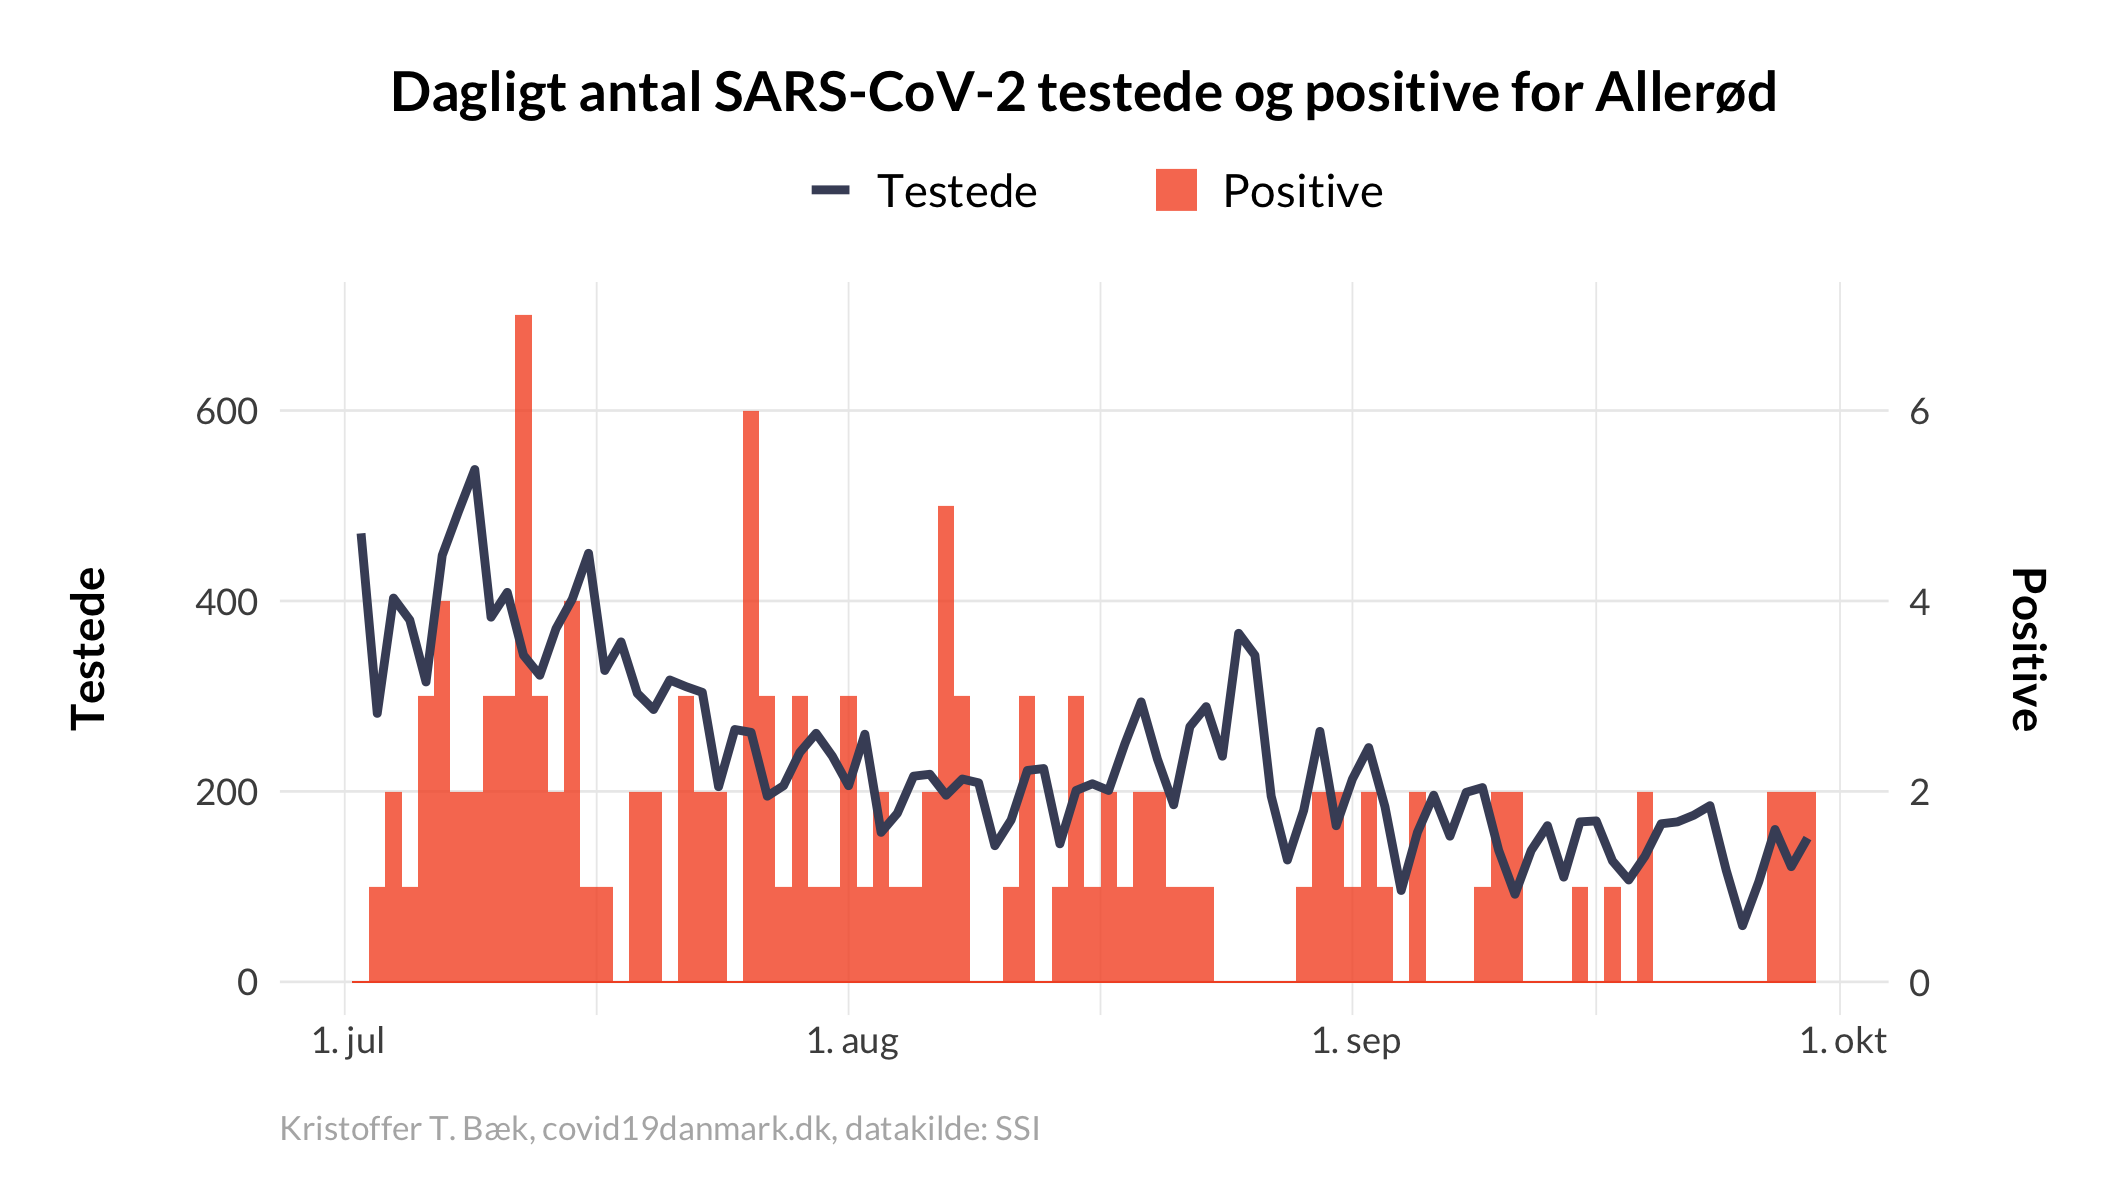 Dagligt antal SARS-CoV-2 testede og positive for Allerød
Testede
Positive
600
400
200
0
6
4
2
0
Testede
Positive
1. jul
1. aug
1. sep
1. okt
Kristoffer T. Bæk, covid19danmark.dk, datakilde: SSI